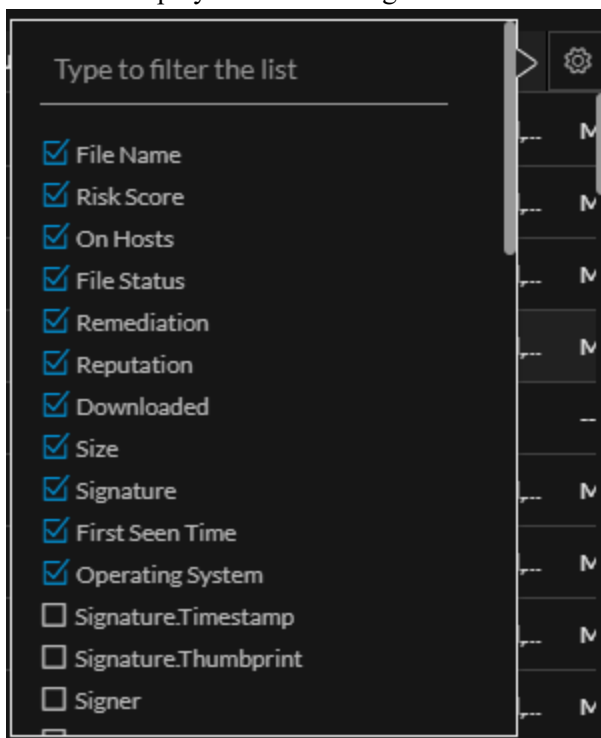 Type to filter the list
File Name
Risk Score
On Hosts
File Status
Remediation
Reputation
Downloaded
Size
Signature
First Seen Time
Operating System
Signature.Timestamp
Signature.Thumbprint
Signer